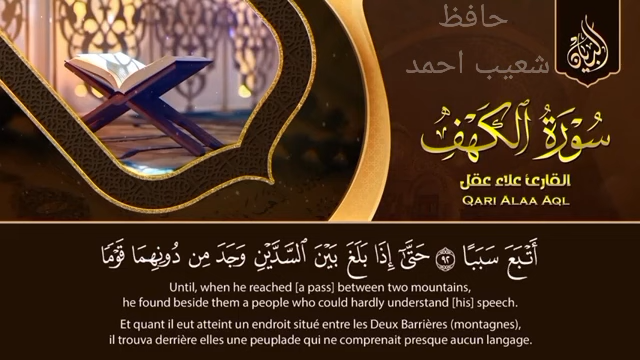 حافظ
شعيب احمد
سُورَةُ الكَهْفِ
القارئ علاء عقل
QARI ALAA AQL
أَتْبَعَ سَبَبًا ٩٢ حَتَّىٰٓ إِذَا بَلَغَ بَيْنَ ٱلسَّدَّيْنِ وَجَدَ مِن دُونِهِمَا قَوْمًا
Until, when he reached [a pass] between two mountains,
he found beside them a people who could hardly understand [his] speech.
Et quant il eut atteint un endroit situé entre les Deux Barrières (montagnes),
il trouva derrière elles une peuplade qui ne comprenait presque aucun langage.